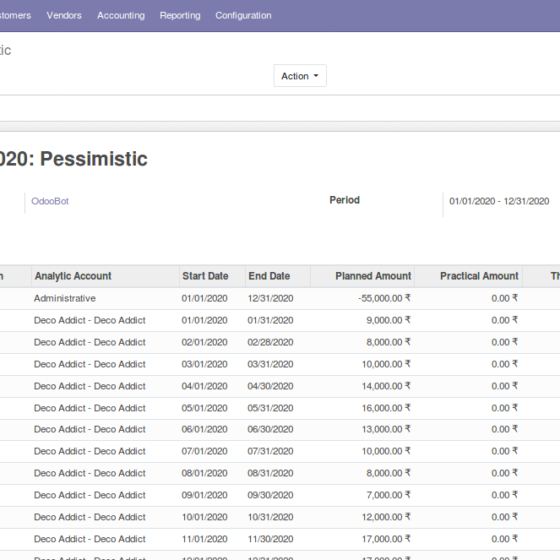 Vendors Accounting Reporting Configuration
Action
2020: Pessimistic
OdooBot Period 01/01/2020 - 12/31/2020
Analytic Account Start Date End Date Planned Amount Practical Amount
Administrative 01/01/2020 12/31/2020 -55,000.00 ₹ 0.00 ₹
Deco Addict - Deco Addict 01/01/2020 01/31/2020 9,000.00 ₹ 0.00 ₹
Deco Addict - Deco Addict 02/01/2020 02/28/2020 8,000.00 ₹ 0.00 ₹
Deco Addict - Deco Addict 03/01/2020 03/31/2020 10,000.00 ₹ 0.00 ₹
Deco Addict - Deco Addict 04/01/2020 04/30/2020 14,000.00 ₹ 0.00 ₹
Deco Addict - Deco Addict 05/01/2020 05/31/2020 16,000.00 ₹ 0.00 ₹
Deco Addict - Deco Addict 06/01/2020 06/30/2020 13,000.00 ₹ 0.00 ₹
Deco Addict - Deco Addict 07/01/2020 07/31/2020 10,000.00 ₹ 0.00 ₹
Deco Addict - Deco Addict 08/01/2020 08/31/2020 8,000.00 ₹ 0.00 ₹
Deco Addict - Deco Addict 09/01/2020 09/30/2020 7,000.00 ₹ 0.00 ₹
Deco Addict - Deco Addict 10/01/2020 10/31/2020 12,000.00 ₹ 0.00 ₹
Deco Addict - Deco Addict 11/01/2020 11/30/2020 17,000.00 ₹ 0.00 ₹